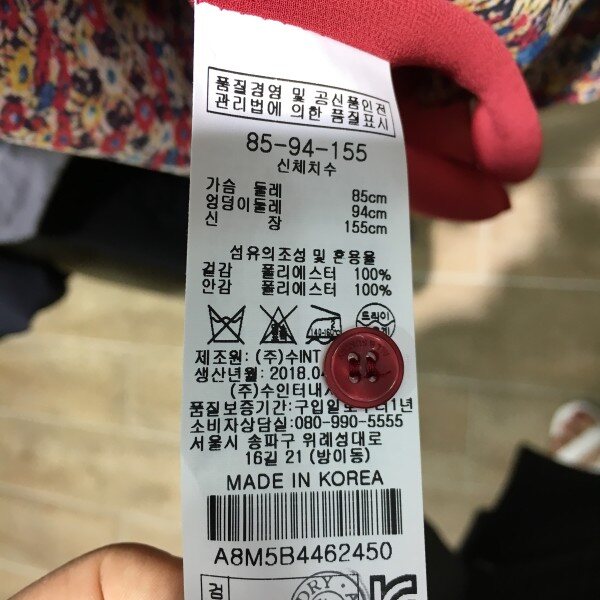 품질경영 및 공산품안전
관리법에 의한 품질표시
85-94-155
신체치수
가슴 둘레 85cm
엉덩이둘레 94cm
신 장 155cm
섬유의조성 및 혼용율
겉감 폴리에스터 100%
안감 폴리에스터 100%
드라이
제조원: (주)수INT
생산년월: 2018.04
(주)수인터내
품질보증기간:구입일로부터1년
소비자상담실:080-990-5555
서울시 송파구 위례성대로
16길 21 (방이동)
MADE IN KOREA
A8M5B4462450
검